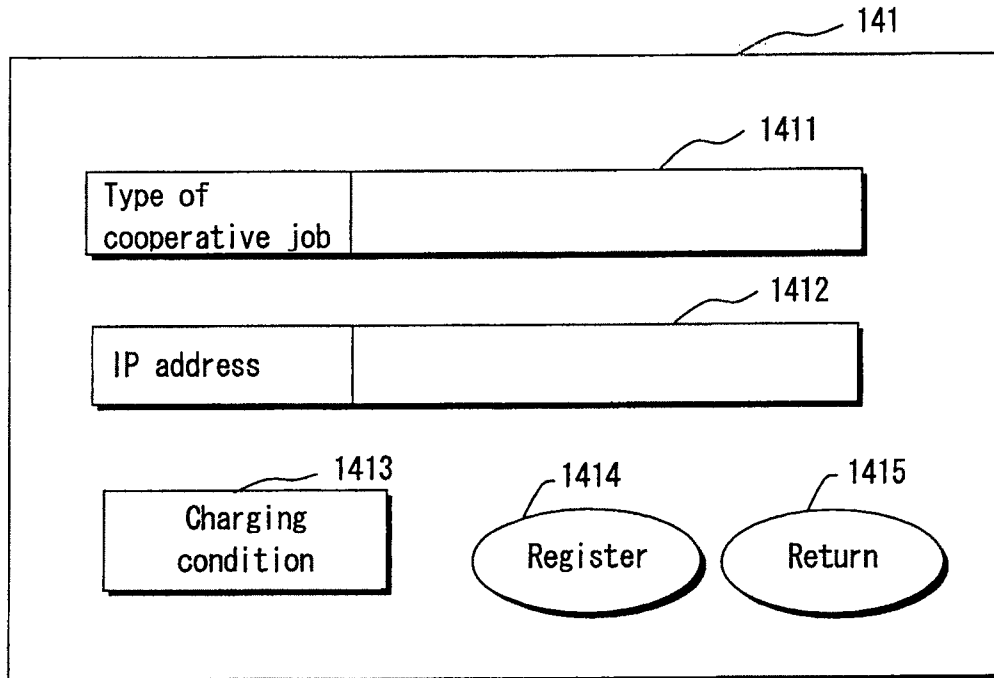 141
1411
Type of
cooperative job
1412
IP address
1413
Charging
condition
1414
Register
1415
Return